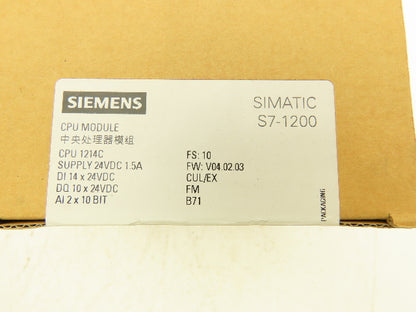 SIEMENS
SIMATIC
S7-1200
CPU MODULE
中央处理器模组
CPU 1214C
SUPPLY 24VDC 1.5A
DI 14 x 24VDC
DQ 10 x 24VDC
AI 2 x 10 BIT
FS: 10
FW: V04.02.03
CUL/EX
FM
B71
PACKAGING